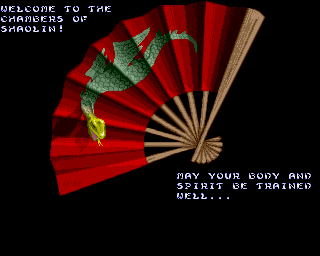 WELCOME TO THE
CHAMBERS OF
SHAOLIN!
MAY YOUR BODY AND
SPIRIT BE TRAINED
WELL...